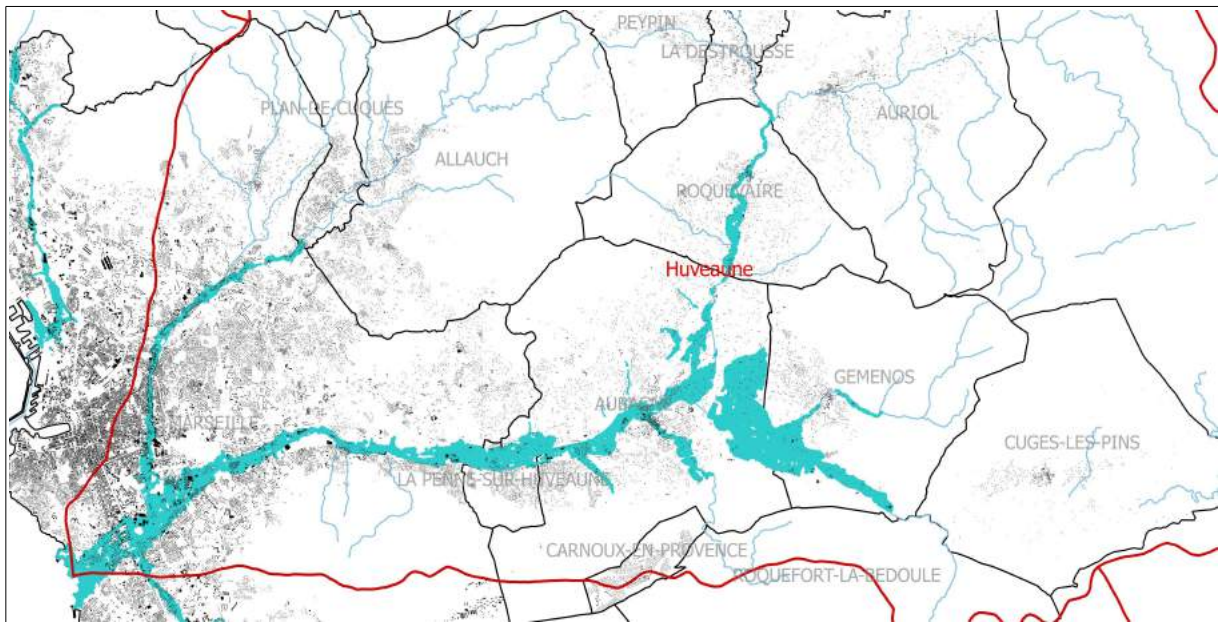 PEYPIN
LA DESTROUSSE
PLAN-DE-CUQUES
AURIOL
ALLAUCH
ROQUEVAIRE
Huveaune
GEMENOS
AUBAGNE
MARSEILLE
CUGES-LES-PINS
LA PENNE-SUR-HUVEAUNE
CARNOUX-EN-PROVENCE
ROQUEFORT-LA-BEDOULE